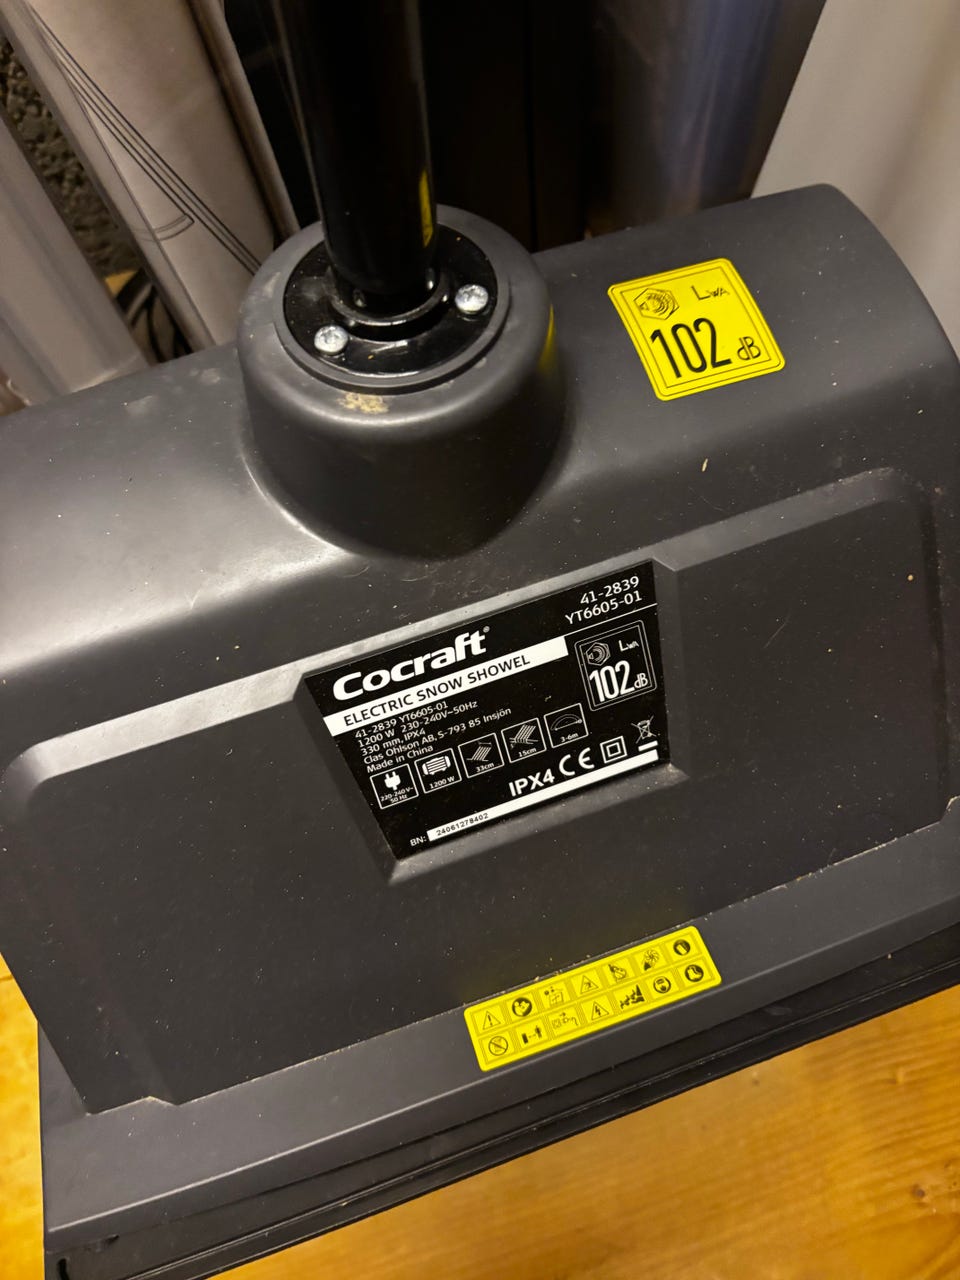 LWA
102 dB
41-2839
YT6605-01
Cocraft®
ELECTRIC SNOW SHOWEL
41-2839 YT6605-01
1200 W 230-240V~50Hz
330 mm, IPX4
Clas Ohlson AB, S-793 85 Insjön
Made in China
LWA
102dB
220-240 V~
50 Hz
1200 W
33cm
15cm
3-6m
IPX4 CE
BN: 24061278402